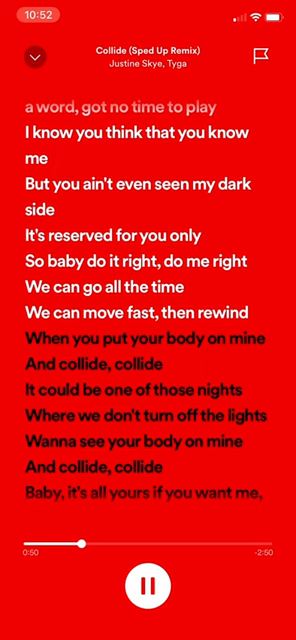 10:52
Collide (Sped Up Remix)
Justine Skye, Tyga
a word, got no time to play
I know you think that you know
me
But you ain't even seen my dark
side
It's reserved for you only
So baby do it right, do me right
We can go all the time
We can move fast, then rewind
When you put your body on mine
And collide, collide
It could be one of those nights
Where we don't turn off the lights
Wanna see your body on mine
And collide, collide
Baby, it's all yours if you want me,
0:50
-2:50